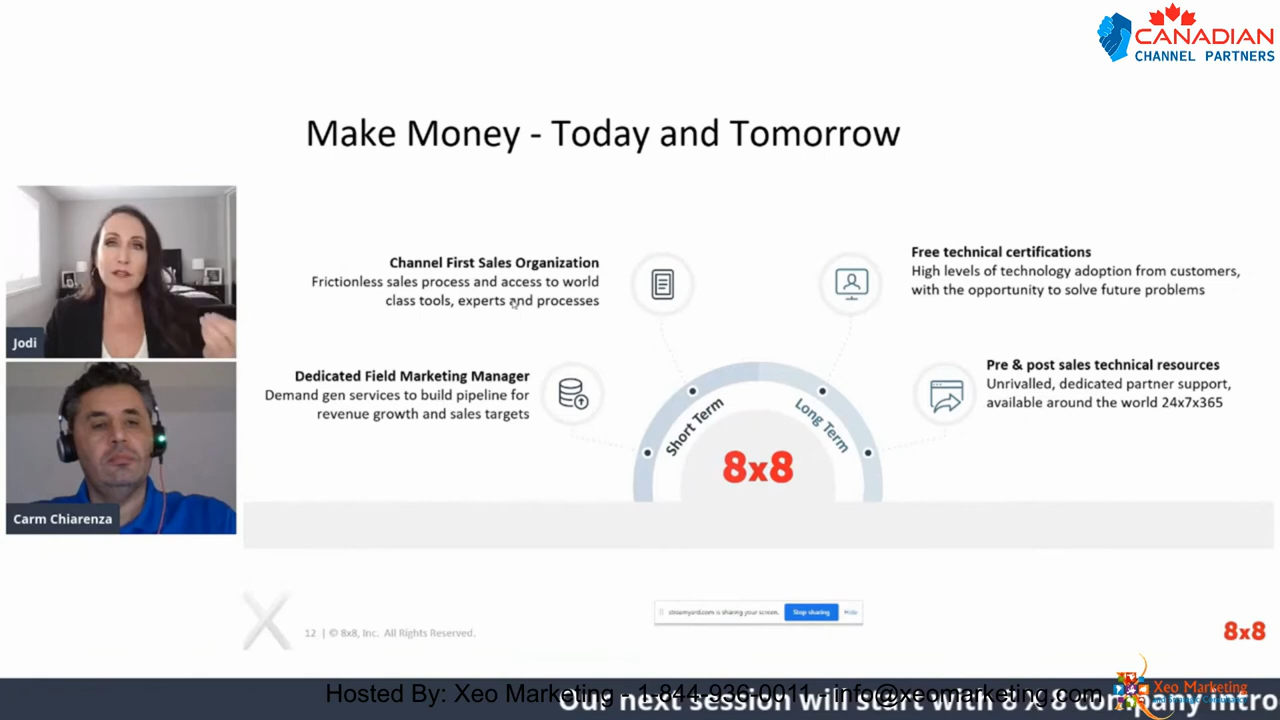 CANADIAN
CHANNEL PARTNERS
Make Money - Today and Tomorrow
Jodi
Carm Chiarenza
Channel First Sales Organization
Frictionless sales process and access to world
class tools, experts and processes
Dedicated Field Marketing Manager
Demand gen services to build pipeline for
revenue growth and sales targets
Free technical certifications
High levels of technology adoption from customers,
with the opportunity to solve future problems
Pre & post sales technical resources
Unrivalled, dedicated partner support,
available around the world 24x7x365
Short Term
Long Term
8x8
streamyard.com is sharing your screen.
Stop sharing
Hide
12 | © 8x8, Inc. All Rights Reserved.
8x8
Hosted By: Xeo Marketing - 1-844-936-0011 - info@xeomarketing.com
Our next session will start with 8 X 8 company intro
Xeo Marketing